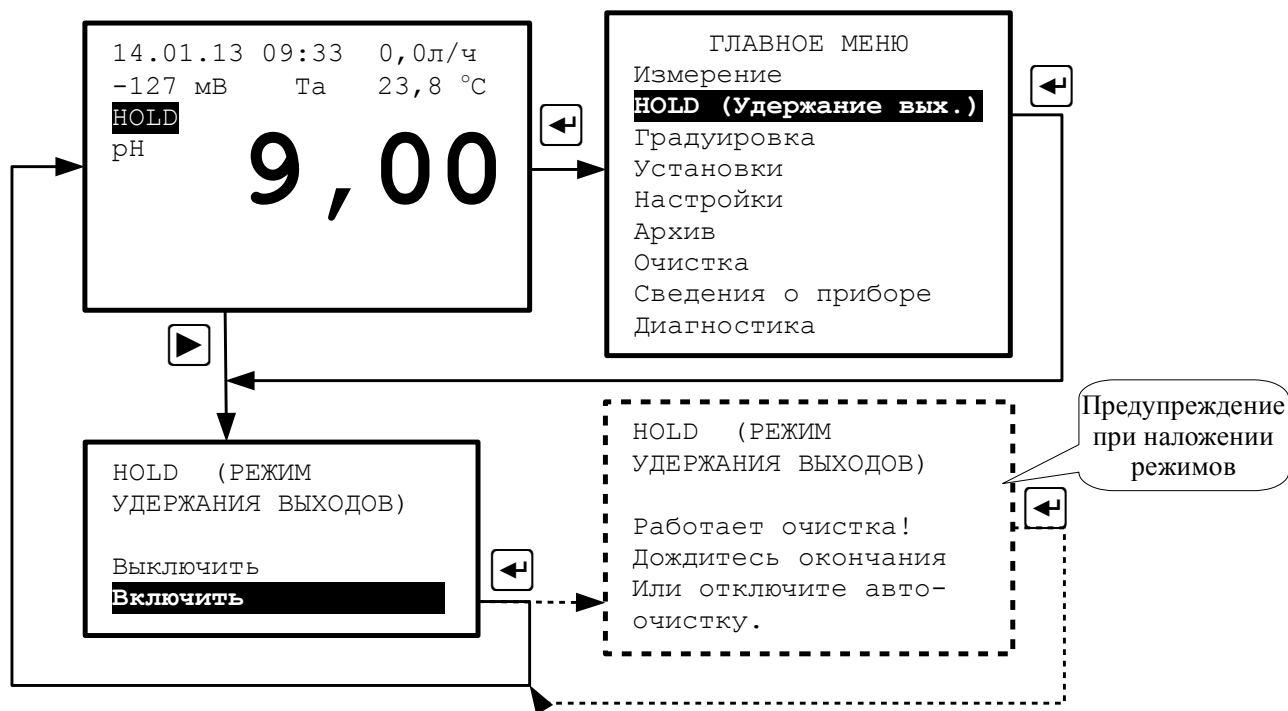 14.01.13 09:33 0,0л/ч
-127 мВ Та 23,8 °С
HOLD
pH
9,00
ГЛАВНОЕ МЕНЮ
Измерение
HOLD (Удержание вых.)
Градуировка
Установки
Настройки
Архив
Очистка
Сведения о приборе
Диагностика
HOLD (РЕЖИМ
УДЕРЖАНИЯ ВЫХОДОВ)
Выключить
Включить
HOLD (РЕЖИМ
УДЕРЖАНИЯ ВЫХОДОВ)
Работает очистка!
Дождитесь окончания
Или отключите авто-
очистку.
Предупреждение
при наложении
режимов